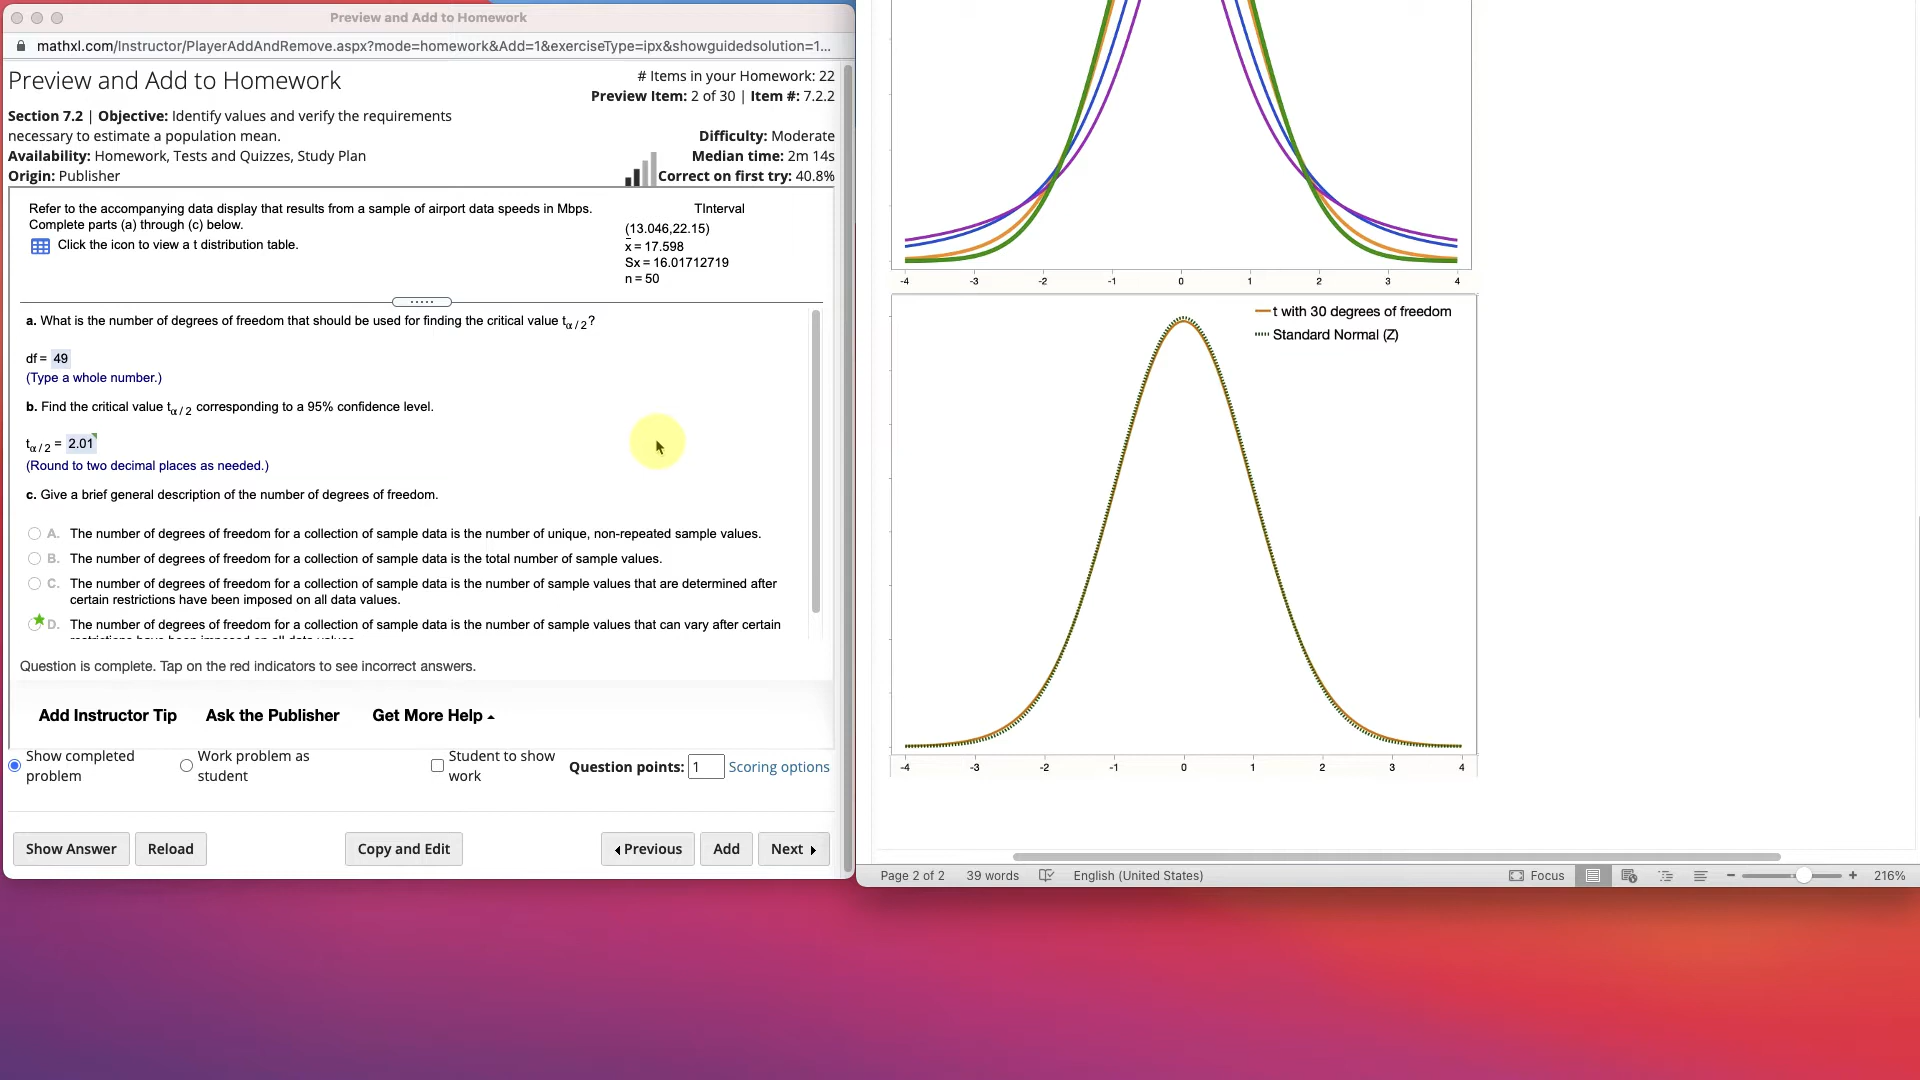 Preview and Add to Homework
mathxl.com/Instructor/PlayerAddAndRemove.aspx?mode=homework&Add=1&exerciseType=ipx&showguidedsolution=1...
Preview and Add to Homework
# Items in your Homework: 22
Preview Item: 2 of 30 | Item #: 7.2.2
Section 7.2 | Objective: Identify values and verify the requirements
necessary to estimate a population mean.
Availability: Homework, Tests and Quizzes, Study Plan
Origin: Publisher
Difficulty: Moderate
Median time: 2m 14s
Correct on first try: 40.8%
Refer to the accompanying data display that results from a sample of airport data speeds in Mbps.
Complete parts (a) through (c) below.
Click the icon to view a t distribution table.
TInterval
(13.046,22.15)
x̄ = 17.598
Sx = 16.01712719
n = 50
a. What is the number of degrees of freedom that should be used for finding the critical value tα/2?
df = 49
(Type a whole number.)
b. Find the critical value tα/2 corresponding to a 95% confidence level.
tα/2 = 2.01
(Round to two decimal places as needed.)
c. Give a brief general description of the number of degrees of freedom.
A. The number of degrees of freedom for a collection of sample data is the number of unique, non-repeated sample values.
B. The number of degrees of freedom for a collection of sample data is the total number of sample values.
C. The number of degrees of freedom for a collection of sample data is the number of sample values that are determined after
certain restrictions have been imposed on all data values.
D. The number of degrees of freedom for a collection of sample data is the number of sample values that can vary after certain
Question is complete. Tap on the red indicators to see incorrect answers.
Add Instructor Tip Ask the Publisher Get More Help
Show completed
problem
Work problem as
student
Student to show
work
Question points: 1 Scoring options
Show Answer Reload Copy and Edit Previous Add Next
-4 -3 -2 -1 0 1 2 3 4
t with 30 degrees of freedom
Standard Normal (Z)
-4 -3 -2 -1 0 1 2 3 4
Page 2 of 2 39 words English (United States) Focus 216%